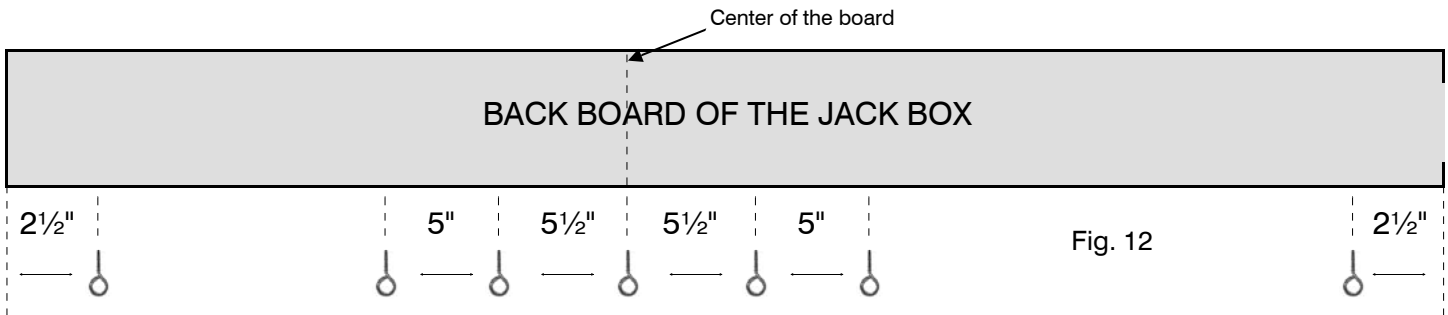 Center of the board
BACK BOARD OF THE JACK BOX
2½" 5" 5½" 5½" 5" 2½"
Fig. 12